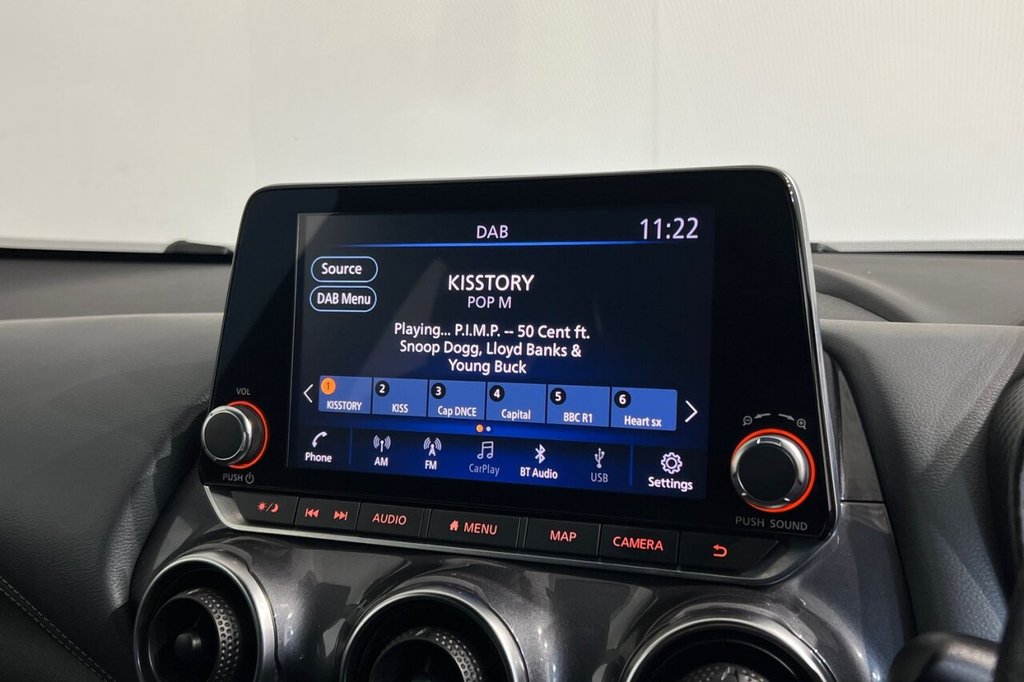 DAB
11:22
Source
DAB Menu
KISSTORY
POP M
Playing... P.I.M.P. -- 50 Cent ft.
Snoop Dogg, Lloyd Banks &
Young Buck
1 2 3 4 5 6
KISSTORY KISS Cap DNCE Capital BBC R1 Heart sx
Phone AM FM CarPlay BT Audio USB Settings
VOL
PUSH
PUSH SOUND
AUDIO MENU MAP CAMERA